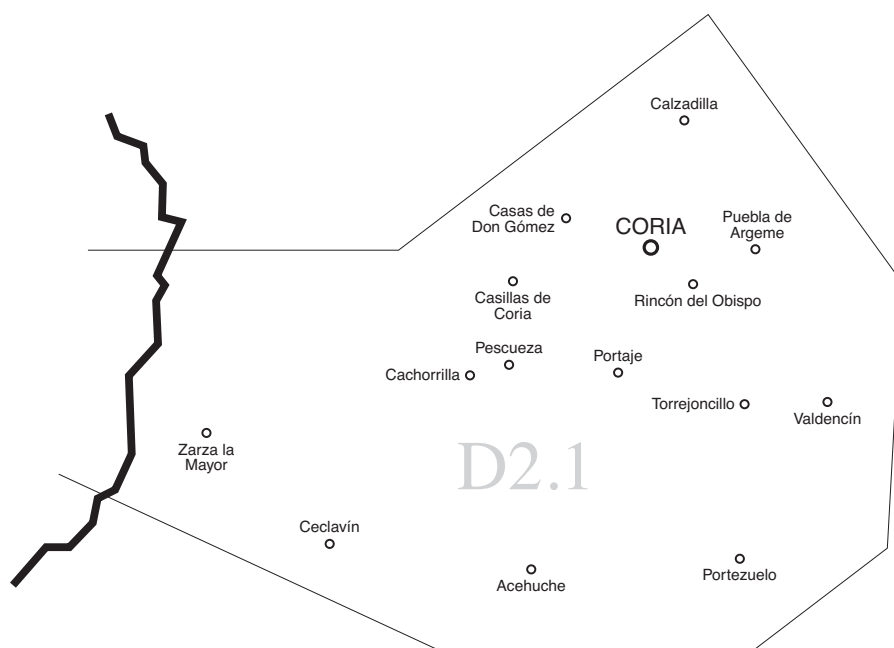 Calzadilla
Casas de
Don Gómez
CORIA
Puebla de
Argeme
Casillas de
Coria
Rincón del Obispo
Pescueza
Portaje
Cachorrilla
Torrejoncillo
Valdencín
Zarza la
Mayor
D2.1
Ceclavín
Acehuche
Portezuelo